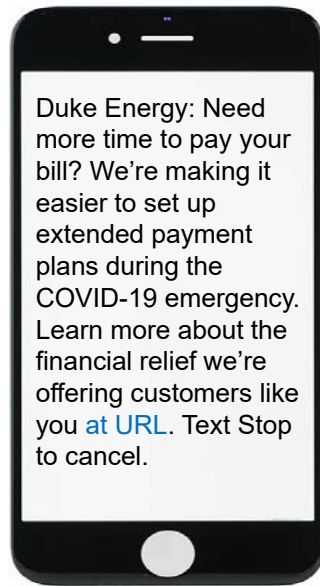 Duke Energy: Need
more time to pay your
bill? We’re making it
easier to set up
extended payment
plans during the
COVID-19 emergency.
Learn more about the
financial relief we’re
offering customers like
you at URL. Text Stop
to cancel.